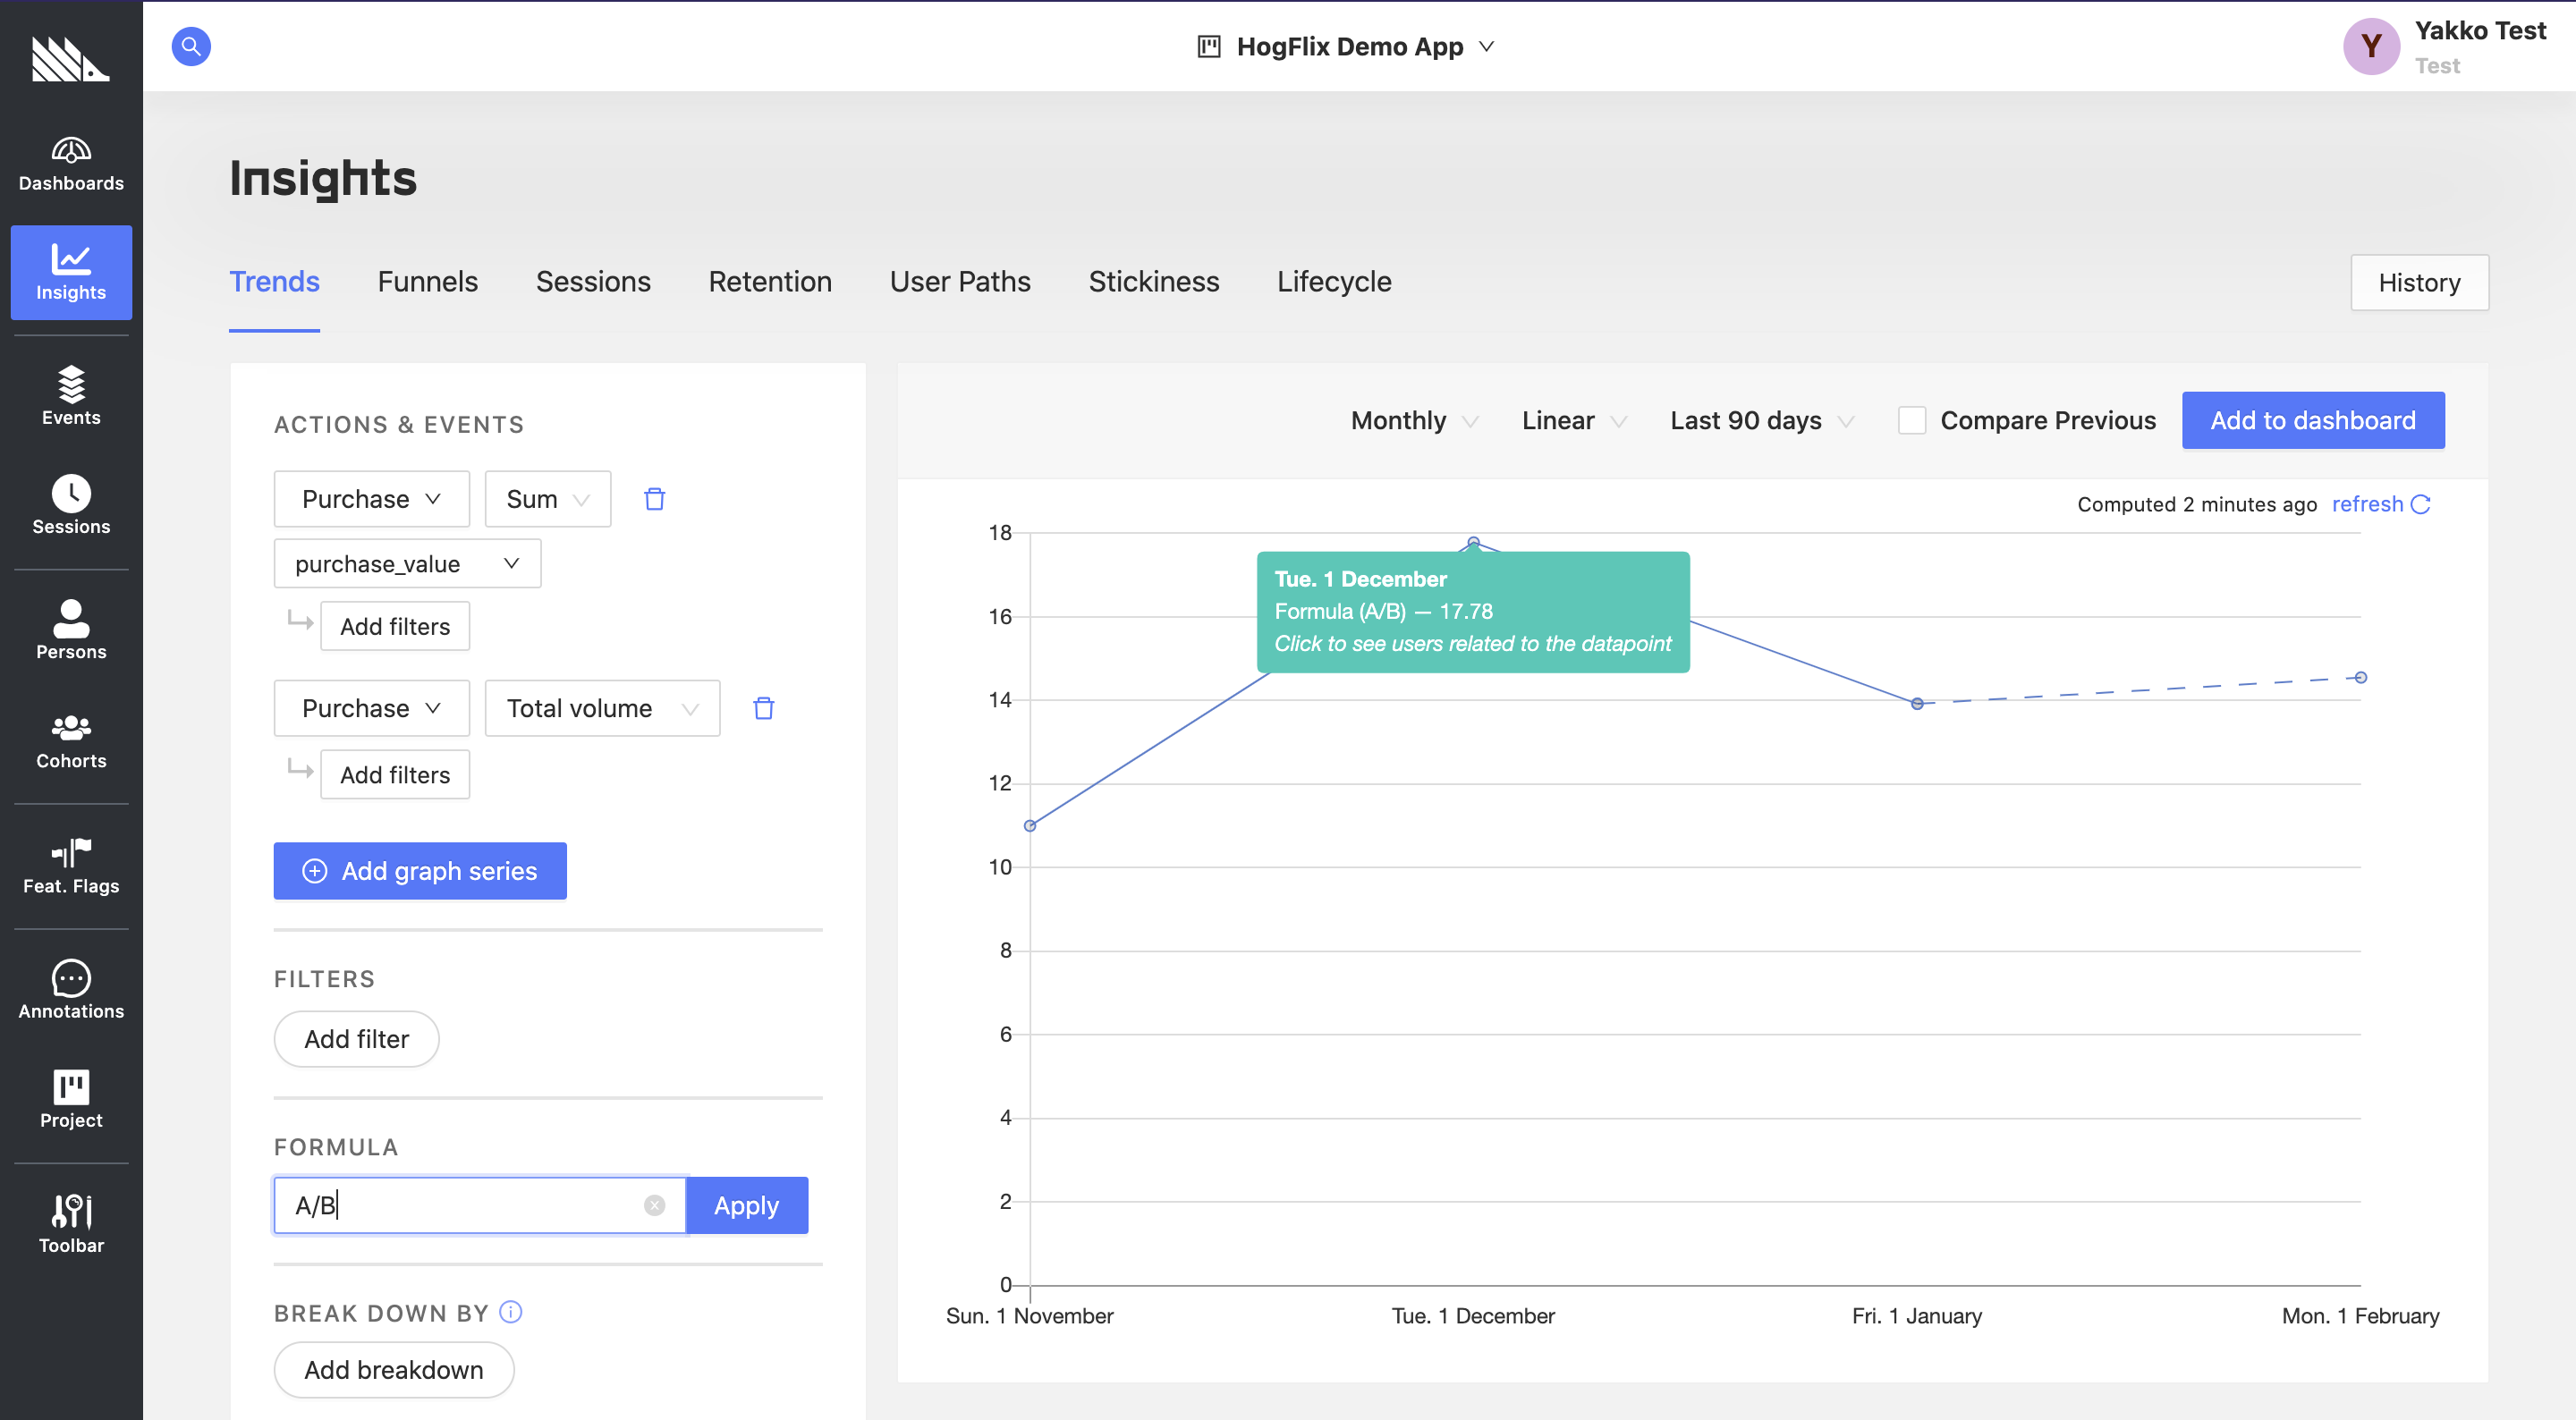 HogFlix Demo App
Y
Yakko Test
Test
Dashboards
Insights
Events
Sessions
Persons
Cohorts
Feat. Flags
Annotations
Project
Toolbar
Insights
Trends Funnels Sessions Retention User Paths Stickiness Lifecycle
History
ACTIONS & EVENTS
Purchase Sum
purchase_value
Add filters
Purchase Total volume
Add filters
Add graph series
FILTERS
Add filter
FORMULA
A/B
Apply
BREAK DOWN BY
Add breakdown
Monthly Linear Last 90 days Compare Previous Add to dashboard
Computed 2 minutes ago refresh
18
16
14
12
10
8
6
4
2
0
Tue. 1 December
Formula (A/B) — 17.78
Click to see users related to the datapoint
Sun. 1 November Tue. 1 December Fri. 1 January Mon. 1 February